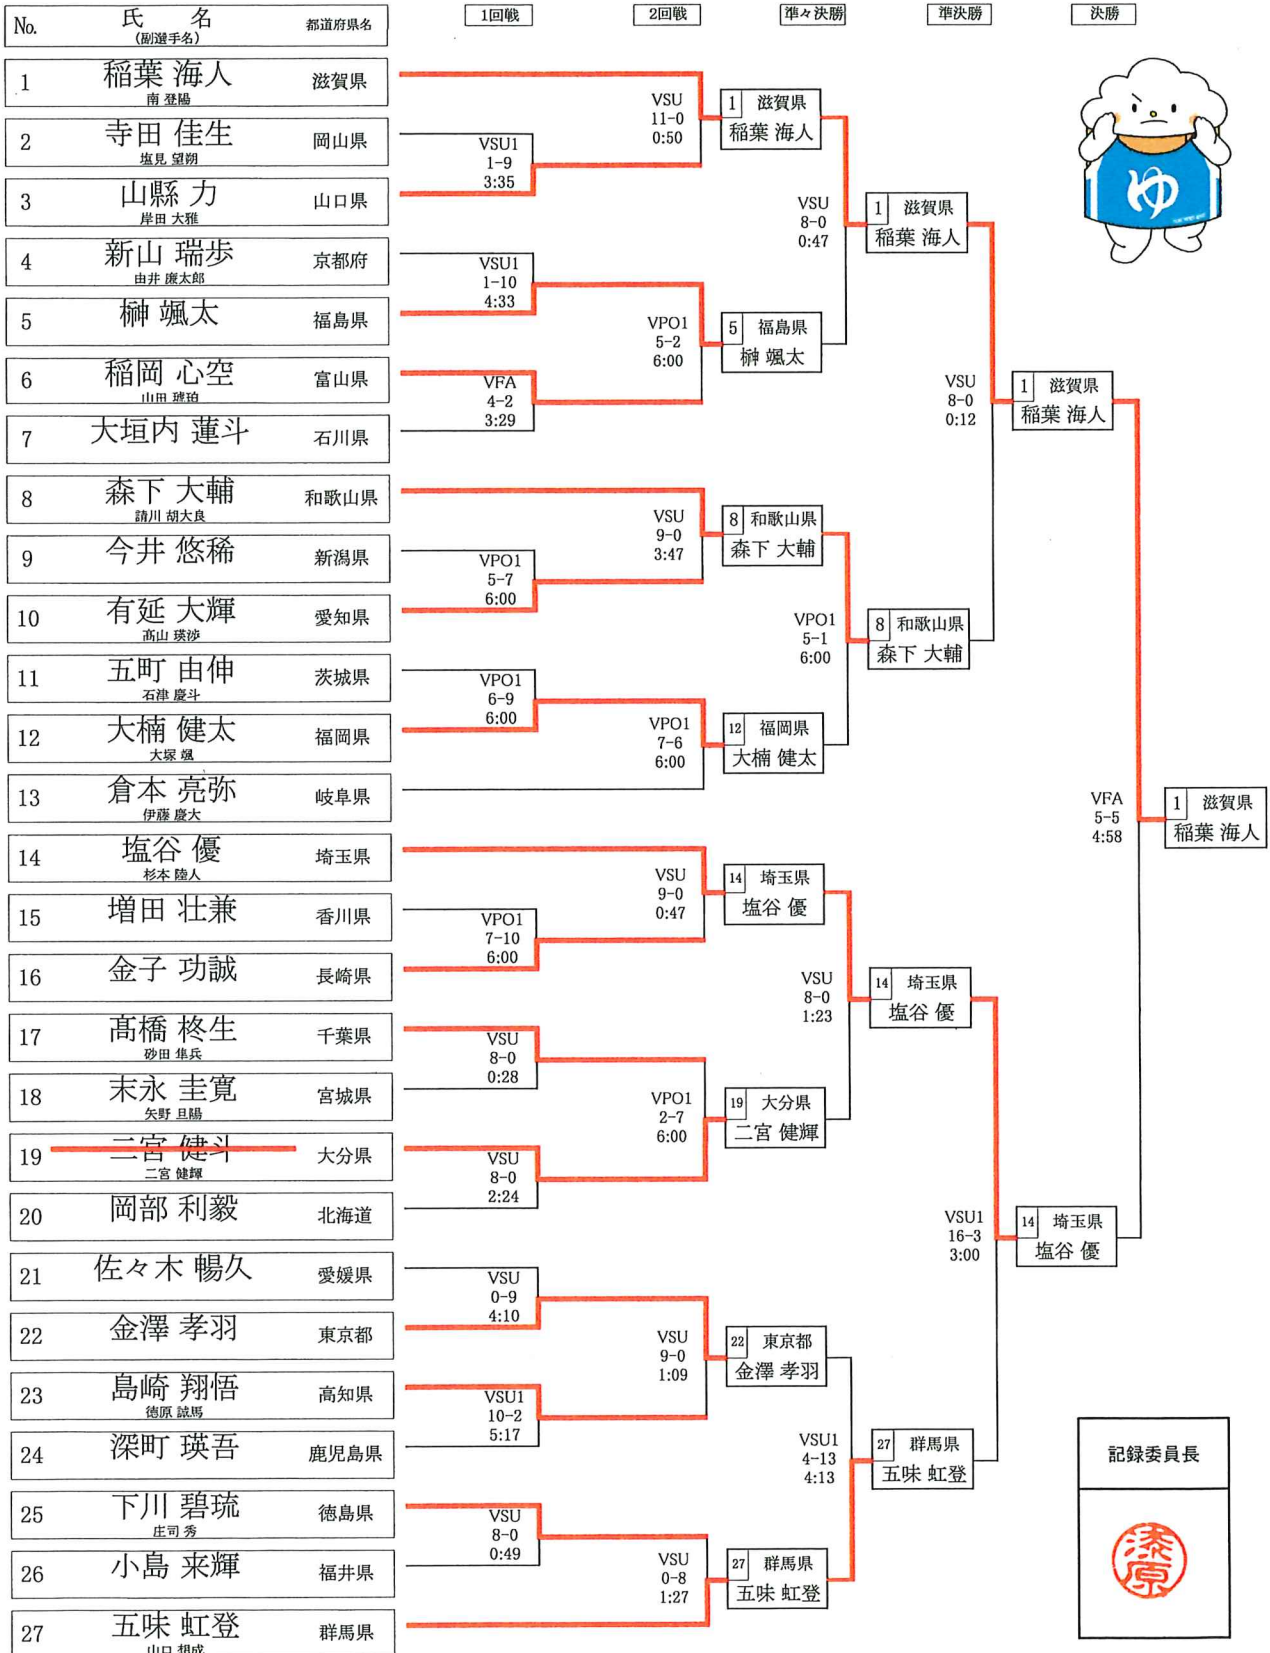 No. 氏 名 都道府県名 1回戦 2回戦 準々決勝 準決勝 決勝
(副選手名)
1 稲葉 海人 滋賀県
南 登陽
2 寺田 佳生 岡山県
塩見 望朔
3 山縣 力 山口県
岸田 大雅
4 新山 瑞歩 京都府
由井 廉太郎
5 榊 颯太 福島県
6 稲岡 心空 富山県
山田 琥珀
7 大垣内 蓮斗 石川県
8 森下 大輔 和歌山県
請川 胡大良
9 今井 悠稀 新潟県
10 有延 大輝 愛知県
髙山 瑛渉
11 五町 由伸 茨城県
石津 慶斗
12 大楠 健太 福岡県
大塚 颯
13 倉本 亮弥 岐阜県
伊藤 慶大
14 塩谷 優 埼玉県
杉本 陸人
15 増田 壮兼 香川県
16 金子 功誠 長崎県
17 髙橋 柊生 千葉県
砂田 隼兵
18 末永 圭寛 宮城県
矢野 旦陽
19 二宮 健斗 大分県
二宮 健輝
20 岡部 利毅 北海道
21 佐々木 暢久 愛媛県
22 金澤 孝羽 東京都
23 島崎 翔悟 高知県
徳原 誠馬
24 深町 瑛吾 鹿児島県
25 下川 碧琉 徳島県
庄司 秀
26 小島 来輝 福井県
27 五味 虹登 群馬県
山口 想成
VSU1
1-9
3:35
VSU1
1-10
4:33
VFA
4-2
3:29
VPO1
5-7
6:00
VPO1
6-9
6:00
VPO1
7-10
6:00
VSU
8-0
0:28
VSU
8-0
2:24
VSU
0-9
4:10
VSU1
10-2
5:17
VSU
8-0
0:49
VSU
11-0
0:50
VPO1
5-2
6:00
VSU
9-0
3:47
VPO1
7-6
6:00
VSU
9-0
0:47
VPO1
2-7
6:00
VSU
9-0
1:09
VSU
0-8
1:27
1 滋賀県
稲葉 海人
5 福島県
榊 颯太
8 和歌山県
森下 大輔
12 福岡県
大楠 健太
14 埼玉県
塩谷 優
19 大分県
二宮 健輝
22 東京都
金澤 孝羽
27 群馬県
五味 虹登
VSU
8-0
0:47
VPO1
5-1
6:00
VSU
8-0
1:23
VSU1
4-13
4:13
1 滋賀県
稲葉 海人
8 和歌山県
森下 大輔
14 埼玉県
塩谷 優
27 群馬県
五味 虹登
VSU
8-0
0:12
VSU1
16-3
3:00
1 滋賀県
稲葉 海人
14 埼玉県
塩谷 優
VFA
5-5
4:58
1 滋賀県
稲葉 海人
ゆ
記録委員長
漆原